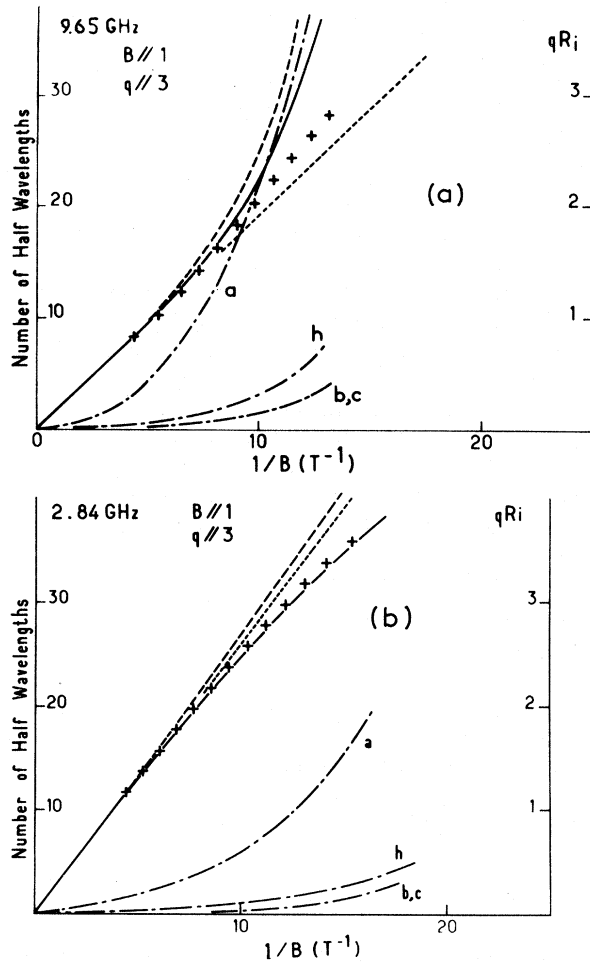 9.65 GHz
B // 1
q // 3
qRi
Number of Half Wavelengths
30
20
10
0
3
2
1
(a)
a
h
b,c
10
20
1/B (T⁻¹)
2.84 GHz
B // 1
q // 3
qRi
Number of Half Wavelengths
30
20
10
3
2
1
(b)
a
h
b,c
10
20
1/B (T⁻¹)